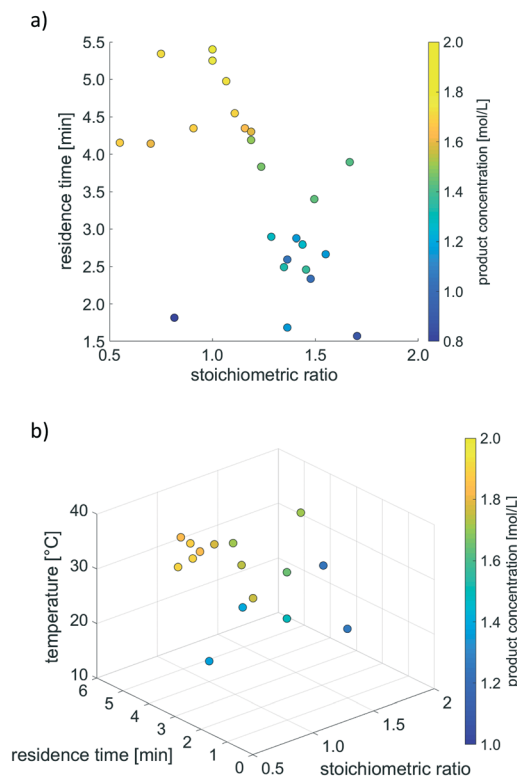 a)
5.5
5.0
4.5
4.0
3.5
3.0
2.5
2.0
1.5
residence time [min]
0.5 1.0 1.5 2.0
stoichiometric ratio
2.0
1.8
1.6
1.4
1.2
1.0
0.8
product concentration [mol/L]
b)
40
30
20
10
temperature [°C]
6 5 4 3 2 1 0
residence time [min]
0.5 1.0 1.5 2
stoichiometric ratio
2.0
1.8
1.6
1.4
1.2
1.0
product concentration [mol/L]